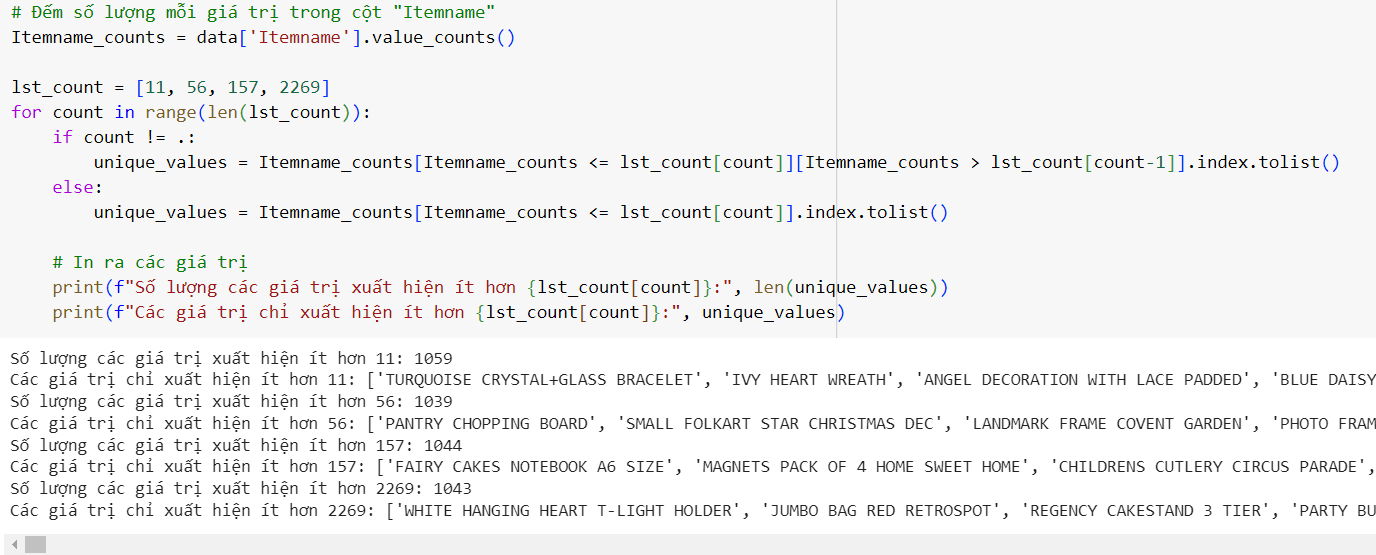 # Đếm số lượng mỗi giá trị trong cột "Itemname"
Itemname_counts = data['Itemname'].value_counts()
lst_count = [11, 56, 157, 2269]
for count in range(len(lst_count)):
    if count != .:
        unique_values = Itemname_counts[Itemname_counts <= lst_count[count]][Itemname_counts > lst_count[count-1]].index.tolist()
    else:
        unique_values = Itemname_counts[Itemname_counts <= lst_count[count]].index.tolist()
    # In ra các giá trị
    print(f"Số lượng các giá trị xuất hiện ít hơn {lst_count[count]}:", len(unique_values))
    print(f"Các giá trị chỉ xuất hiện ít hơn {lst_count[count]}:", unique_values)
Số lượng các giá trị xuất hiện ít hơn 11: 1059
Các giá trị chỉ xuất hiện ít hơn 11: ['TURQUOISE CRYSTAL+GLASS BRACELET', 'IVY HEART WREATH', 'ANGEL DECORATION WITH LACE PADDED', 'BLUE DAISY
Số lượng các giá trị xuất hiện ít hơn 56: 1039
Các giá trị chỉ xuất hiện ít hơn 56: ['PANTRY CHOPPING BOARD', 'SMALL FOLKART STAR CHRISTMAS DEC', 'LANDMARK FRAME COVENT GARDEN', 'PHOTO FRAM
Số lượng các giá trị xuất hiện ít hơn 157: 1044
Các giá trị chỉ xuất hiện ít hơn 157: ['FAIRY CAKES NOTEBOOK A6 SIZE', 'MAGNETS PACK OF 4 HOME SWEET HOME', 'CHILDRENS CUTLERY CIRCUS PARADE',
Số lượng các giá trị xuất hiện ít hơn 2269: 1043
Các giá trị chỉ xuất hiện ít hơn 2269: ['WHITE HANGING HEART T-LIGHT HOLDER', 'JUMBO BAG RED RETROSPOT', 'REGENCY CAKESTAND 3 TIER', 'PARTY BU